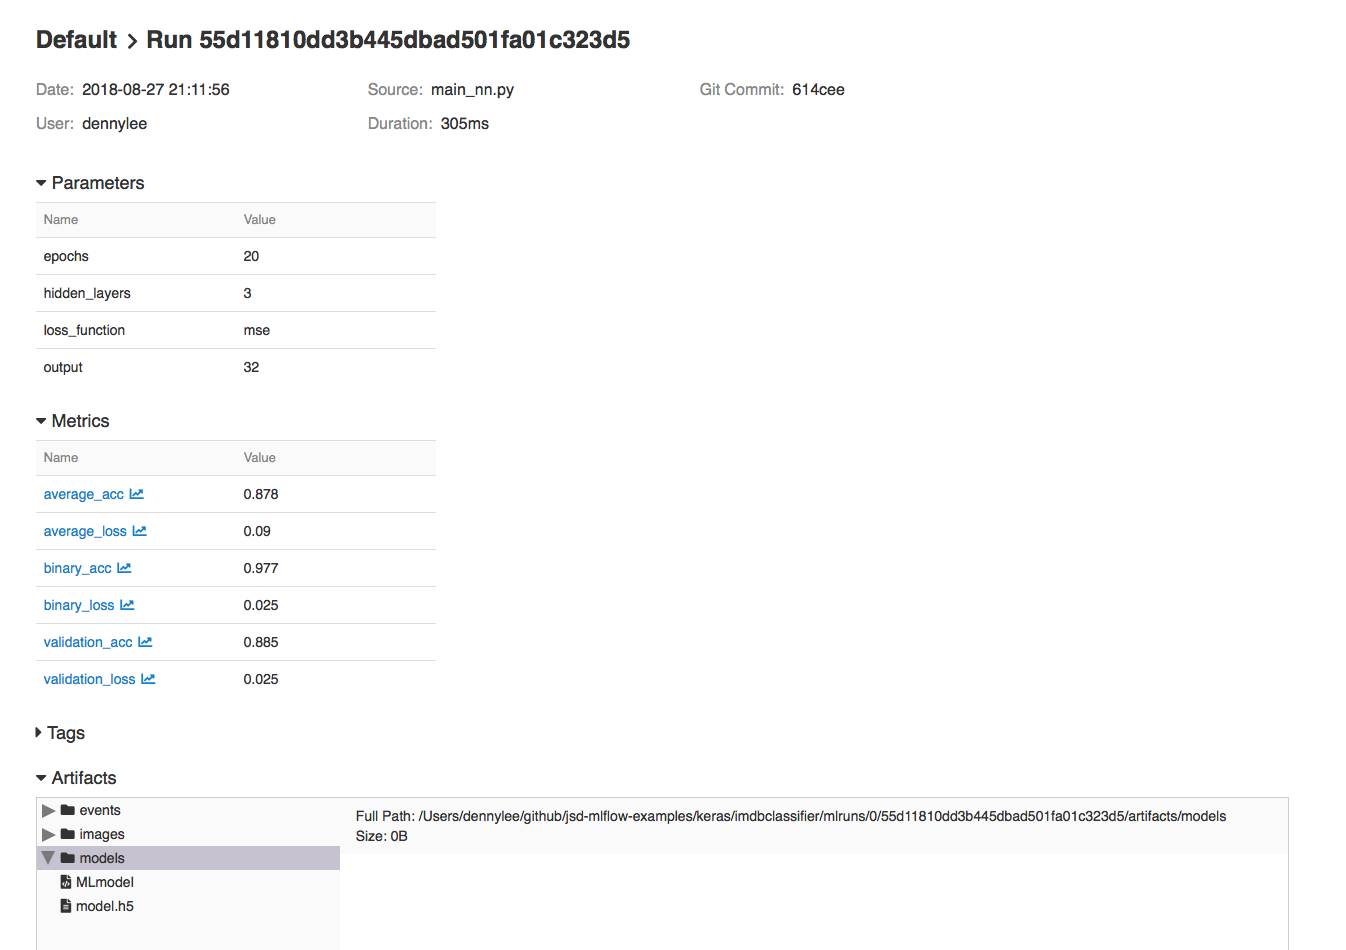 Default > Run 55d11810dd3b445dbad501fa01c323d5
Date: 2018-08-27 21:11:56 Source: main_nn.py Git Commit: 614cee
User: dennylee Duration: 305ms
Parameters
Name Value
epochs 20
hidden_layers 3
loss_function mse
output 32
Metrics
Name Value
average_acc 0.878
average_loss 0.09
binary_acc 0.977
binary_loss 0.025
validation_acc 0.885
validation_loss 0.025
Tags
Artifacts
events
images
models
MLmodel
model.h5
Full Path: /Users/dennylee/github/jsd-mlflow-examples/keras/imdbclassifier/mlruns/0/55d11810dd3b445dbad501fa01c323d5/artifacts/models
Size: 0B